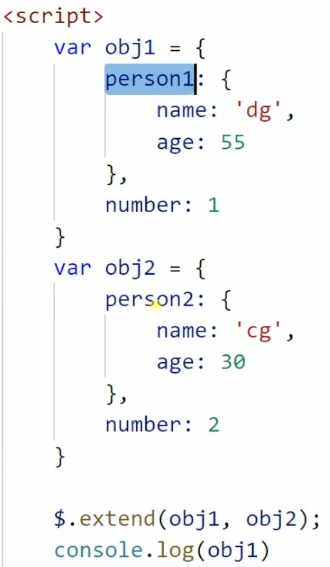 <script>
    var obj1 = {
        person1: {
            name: 'dg',
            age: 55
        },
        number: 1
    }
    var obj2 = {
        person2: {
            name: 'cg',
            age: 30
        },
        number: 2
    }

    $.extend(obj1, obj2);
    console.log(obj1)